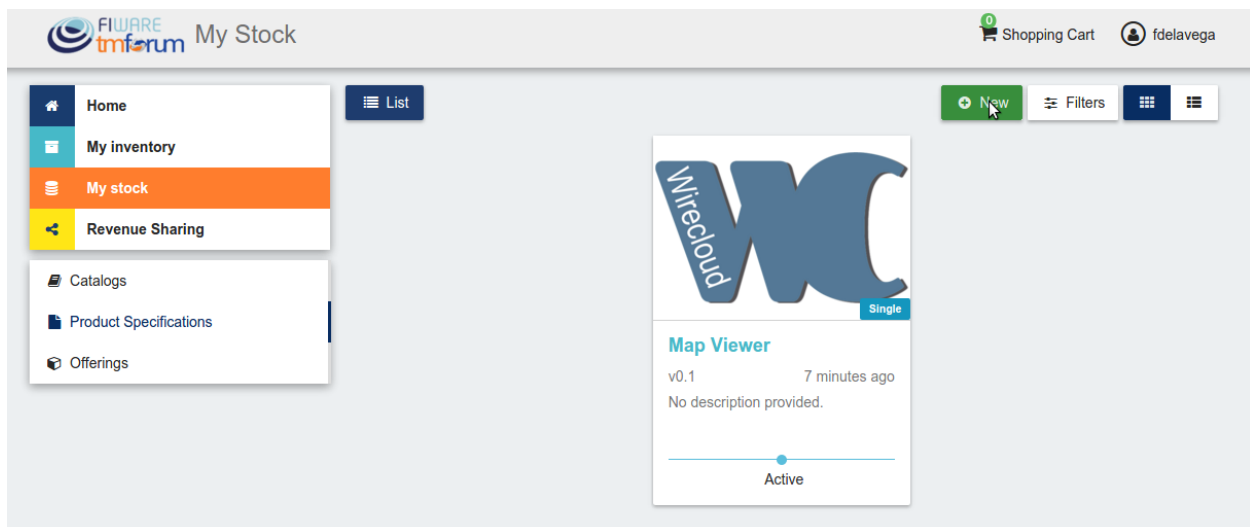 FIWARE
tmforum
My Stock
0
Shopping Cart
fdelavega
Home
My inventory
My stock
Revenue Sharing
Catalogs
Product Specifications
Offerings
List
New
Filters
Wirecloud
WC
Single
Map Viewer
v0.1 7 minutes ago
No description provided.
Active